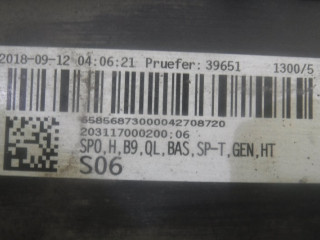 2018-09-12 04:06:21 Pruefer: 39651 1300/5
65856873000042708720
203117000200;06
SPO,H,B9,QL,BAS,SP-T,GEN,HT
S06